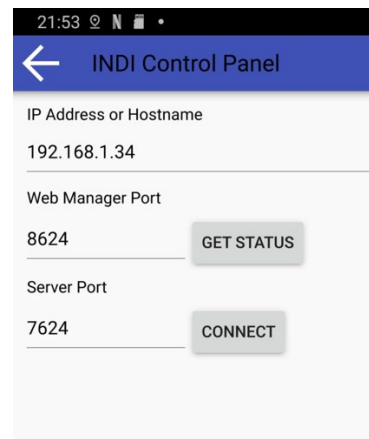 21:53
INDI Control Panel
IP Address or Hostname
192.168.1.34
Web Manager Port
8624 GET STATUS
Server Port
7624 CONNECT